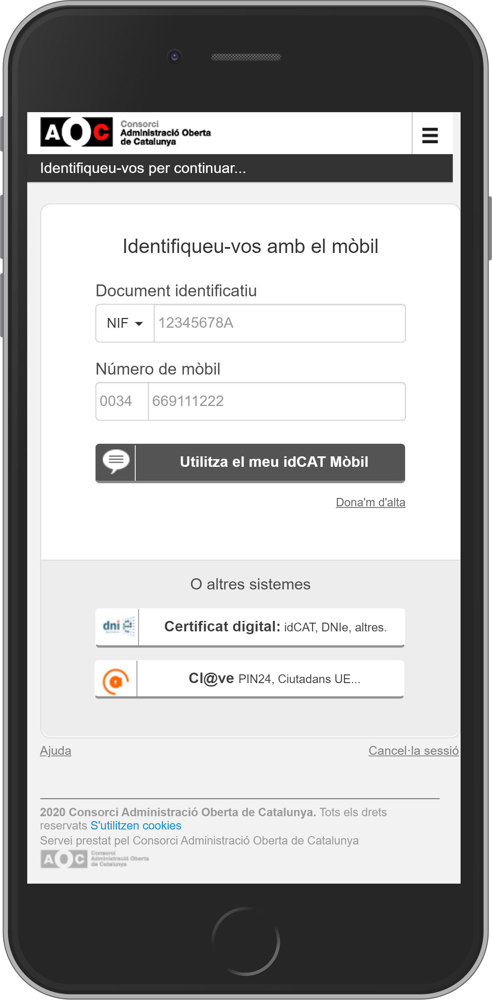 AOC
Consorci
Administració Oberta
de Catalunya
Identifiqueu-vos per continuar...
Identifiqueu-vos amb el mòbil
Document identificatiu
NIF 12345678A
Número de mòbil
0034 669111222
Utilitza el meu idCAT Mòbil
Dona'm d'alta
O altres sistemes
dni Certificat digital: idCAT, DNIe, altres.
Cl@ve PIN24, Ciutadans UE...
Ajuda Cancel·la sessió
2020 Consorci Administració Oberta de Catalunya. Tots els drets
reservats S'utilitzen cookies
Servei prestat pel Consorci Administració Oberta de Catalunya
AOC
Consorci
Administració Oberta
de Catalunya